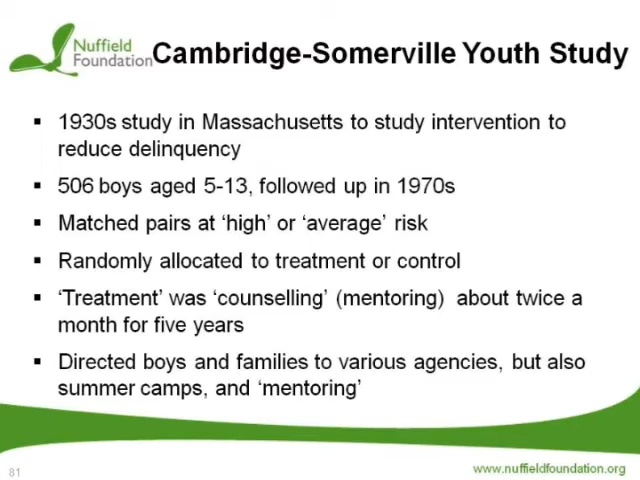 Nuffield
Foundation
Cambridge-Somerville Youth Study
▪ 1930s study in Massachusetts to study intervention to
reduce delinquency
▪ 506 boys aged 5-13, followed up in 1970s
▪ Matched pairs at ‘high’ or ‘average’ risk
▪ Randomly allocated to treatment or control
▪ ‘Treatment’ was ‘counselling’ (mentoring) about twice a
month for five years
▪ Directed boys and families to various agencies, but also
summer camps, and ‘mentoring’
81
www.nuffieldfoundation.org